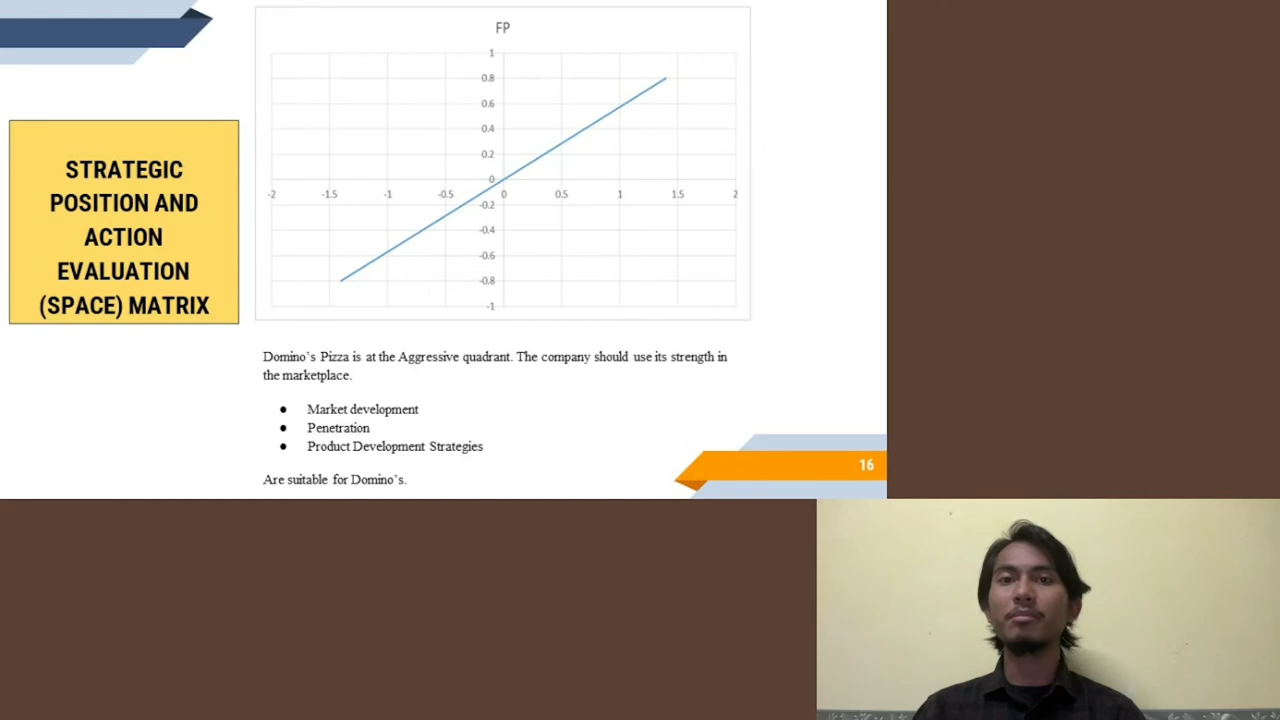 FP
1
0.8
0.6
0.4
0.2
0
-2 -1.5 -1 -0.5 0 0.5 1 1.5 2
-0.2
-0.4
-0.6
-0.8
-1
STRATEGIC
POSITION AND
ACTION
EVALUATION
(SPACE) MATRIX
Domino’s Pizza is at the Aggressive quadrant. The company should use its strength in
the marketplace.
● Market development
● Penetration
● Product Development Strategies
Are suitable for Domino’s.
16